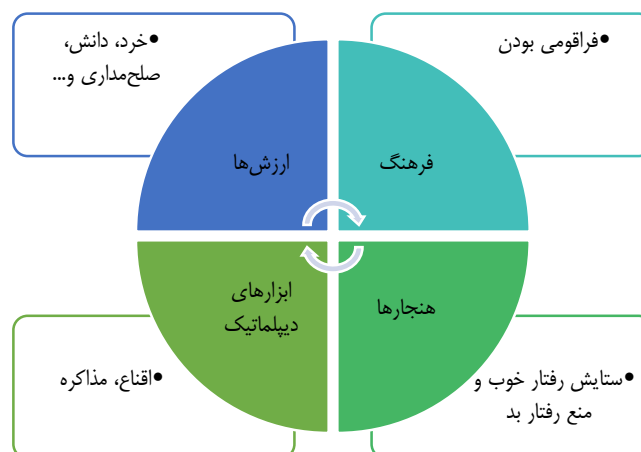 •فراقومی بودن
•خرد، دانش،
صلح‌مداری و...
فرهنگ
ارزش‌ها
هنجارها
ابزارهای
دیپلماتیک
•ستایش رفتار خوب و
منع رفتار بد
•اقناع، مذاکره